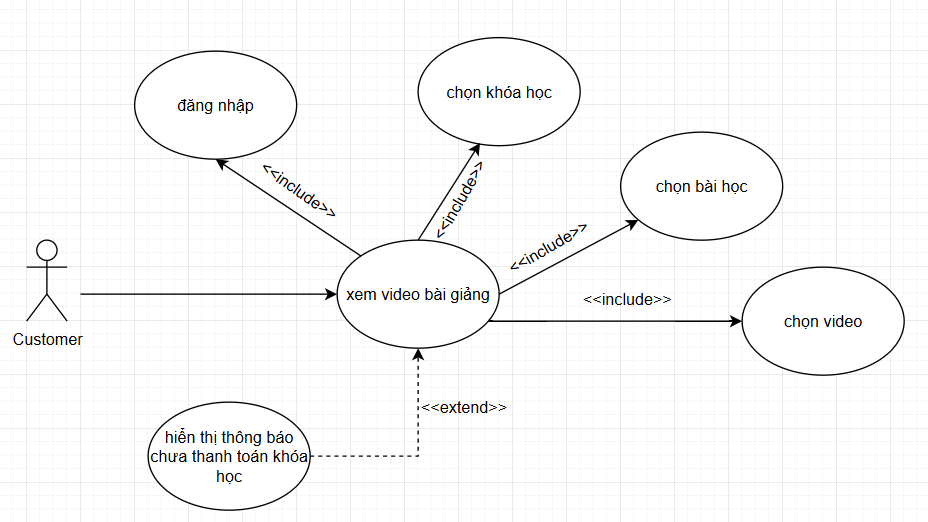 chọn khóa học
đăng nhập
<<include>>
<<include>>
chọn bài học
<<include>>
xem video bài giảng
<<include>>
chọn video
Customer
<<extend>>
hiển thị thông báo
chưa thanh toán khóa
học